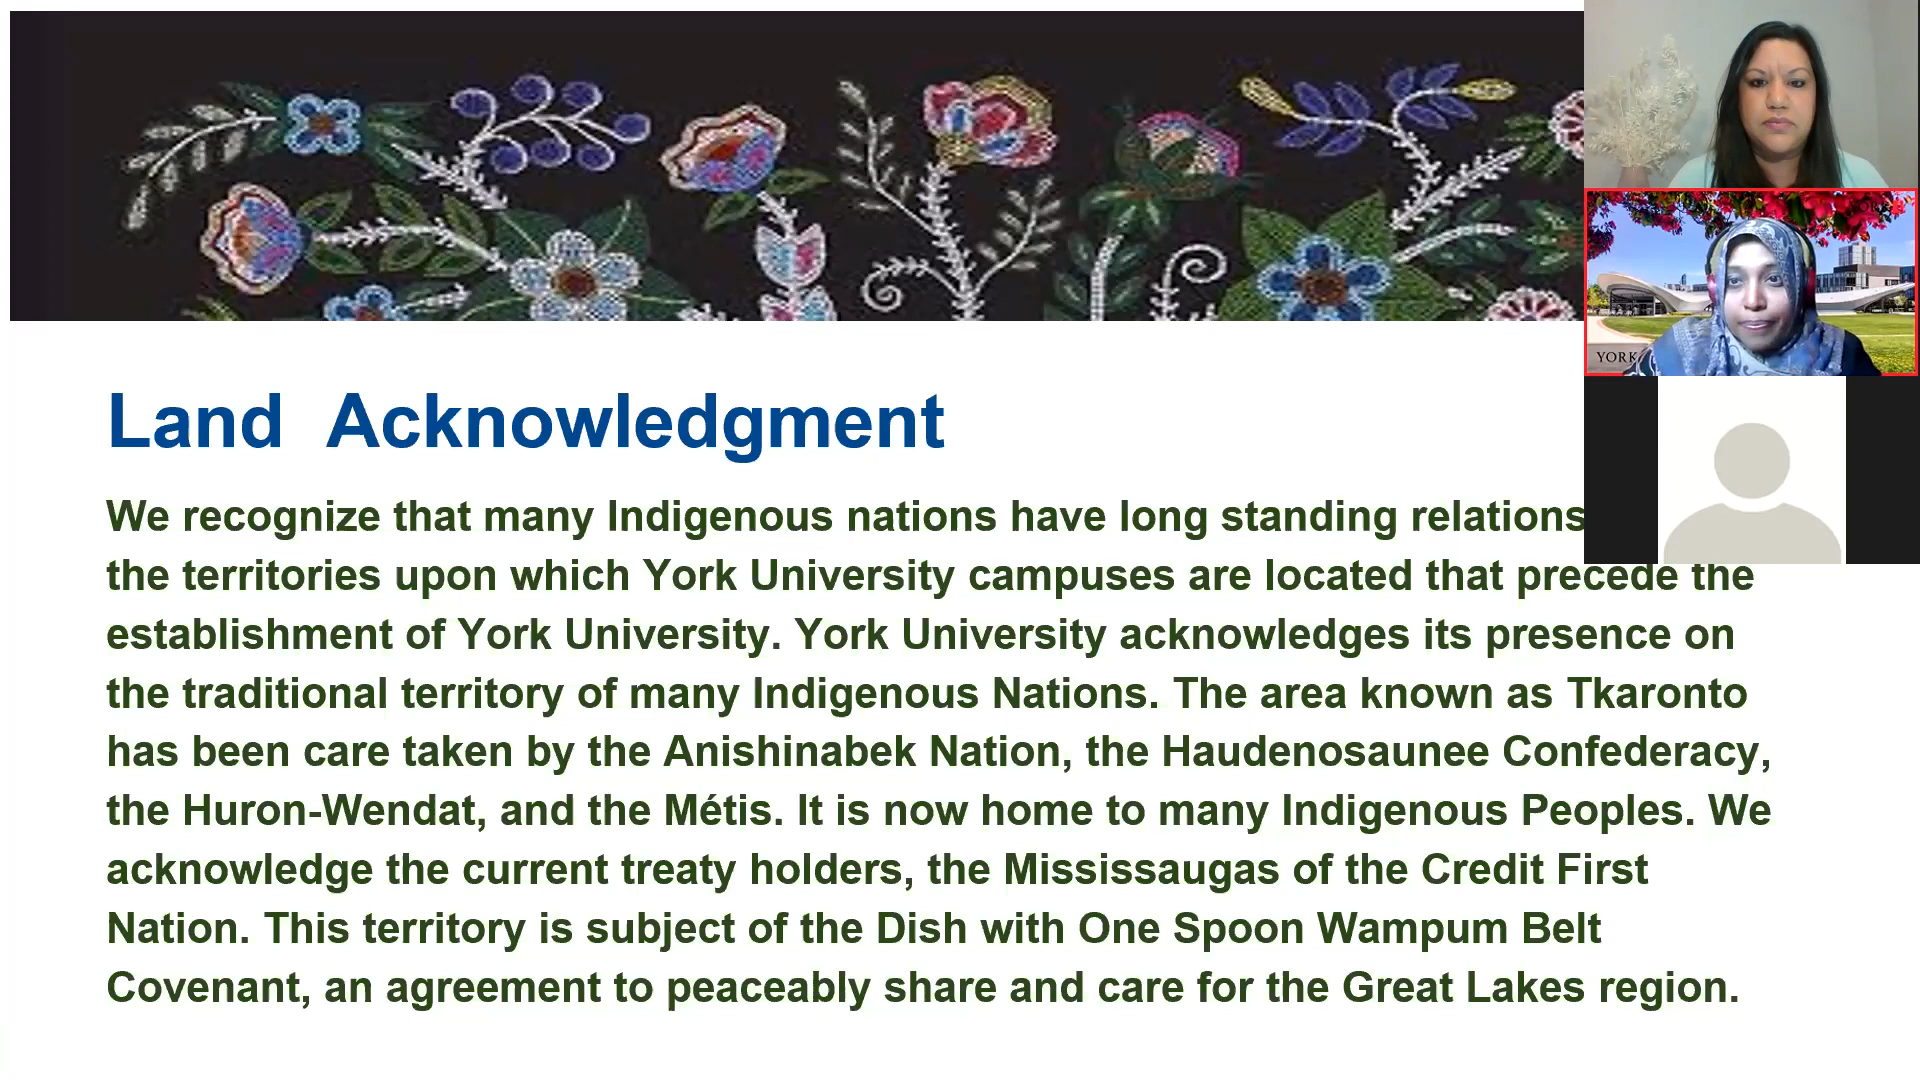 Land Acknowledgment
We recognize that many Indigenous nations have long standing relations
the territories upon which York University campuses are located that precede the
establishment of York University. York University acknowledges its presence on
the traditional territory of many Indigenous Nations. The area known as Tkaronto
has been care taken by the Anishinabek Nation, the Haudenosaunee Confederacy,
the Huron-Wendat, and the Métis. It is now home to many Indigenous Peoples. We
acknowledge the current treaty holders, the Mississaugas of the Credit First
Nation. This territory is subject of the Dish with One Spoon Wampum Belt
Covenant, an agreement to peaceably share and care for the Great Lakes region.
YORK